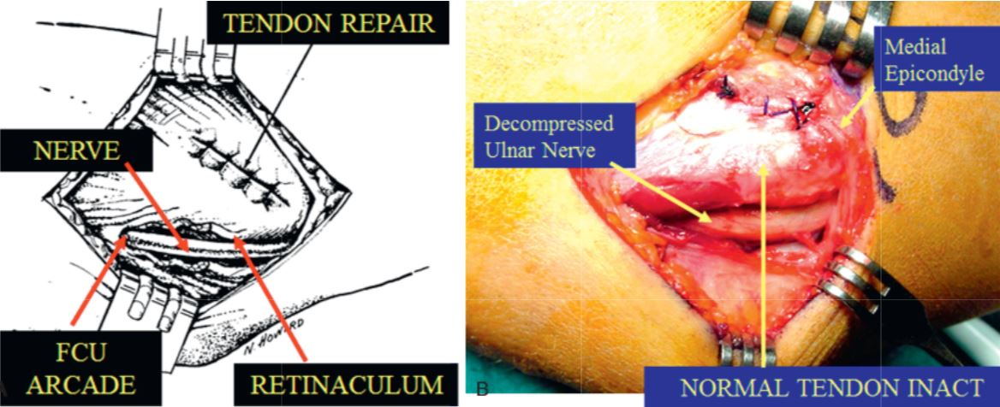 TENDON REPAIR
NERVE
FCU
ARCADE
RETINACULUM
N. HOWARD
A
Medial
Epicondyle
Decompressed
Ulnar Nerve
NORMAL TENDON INACT
B